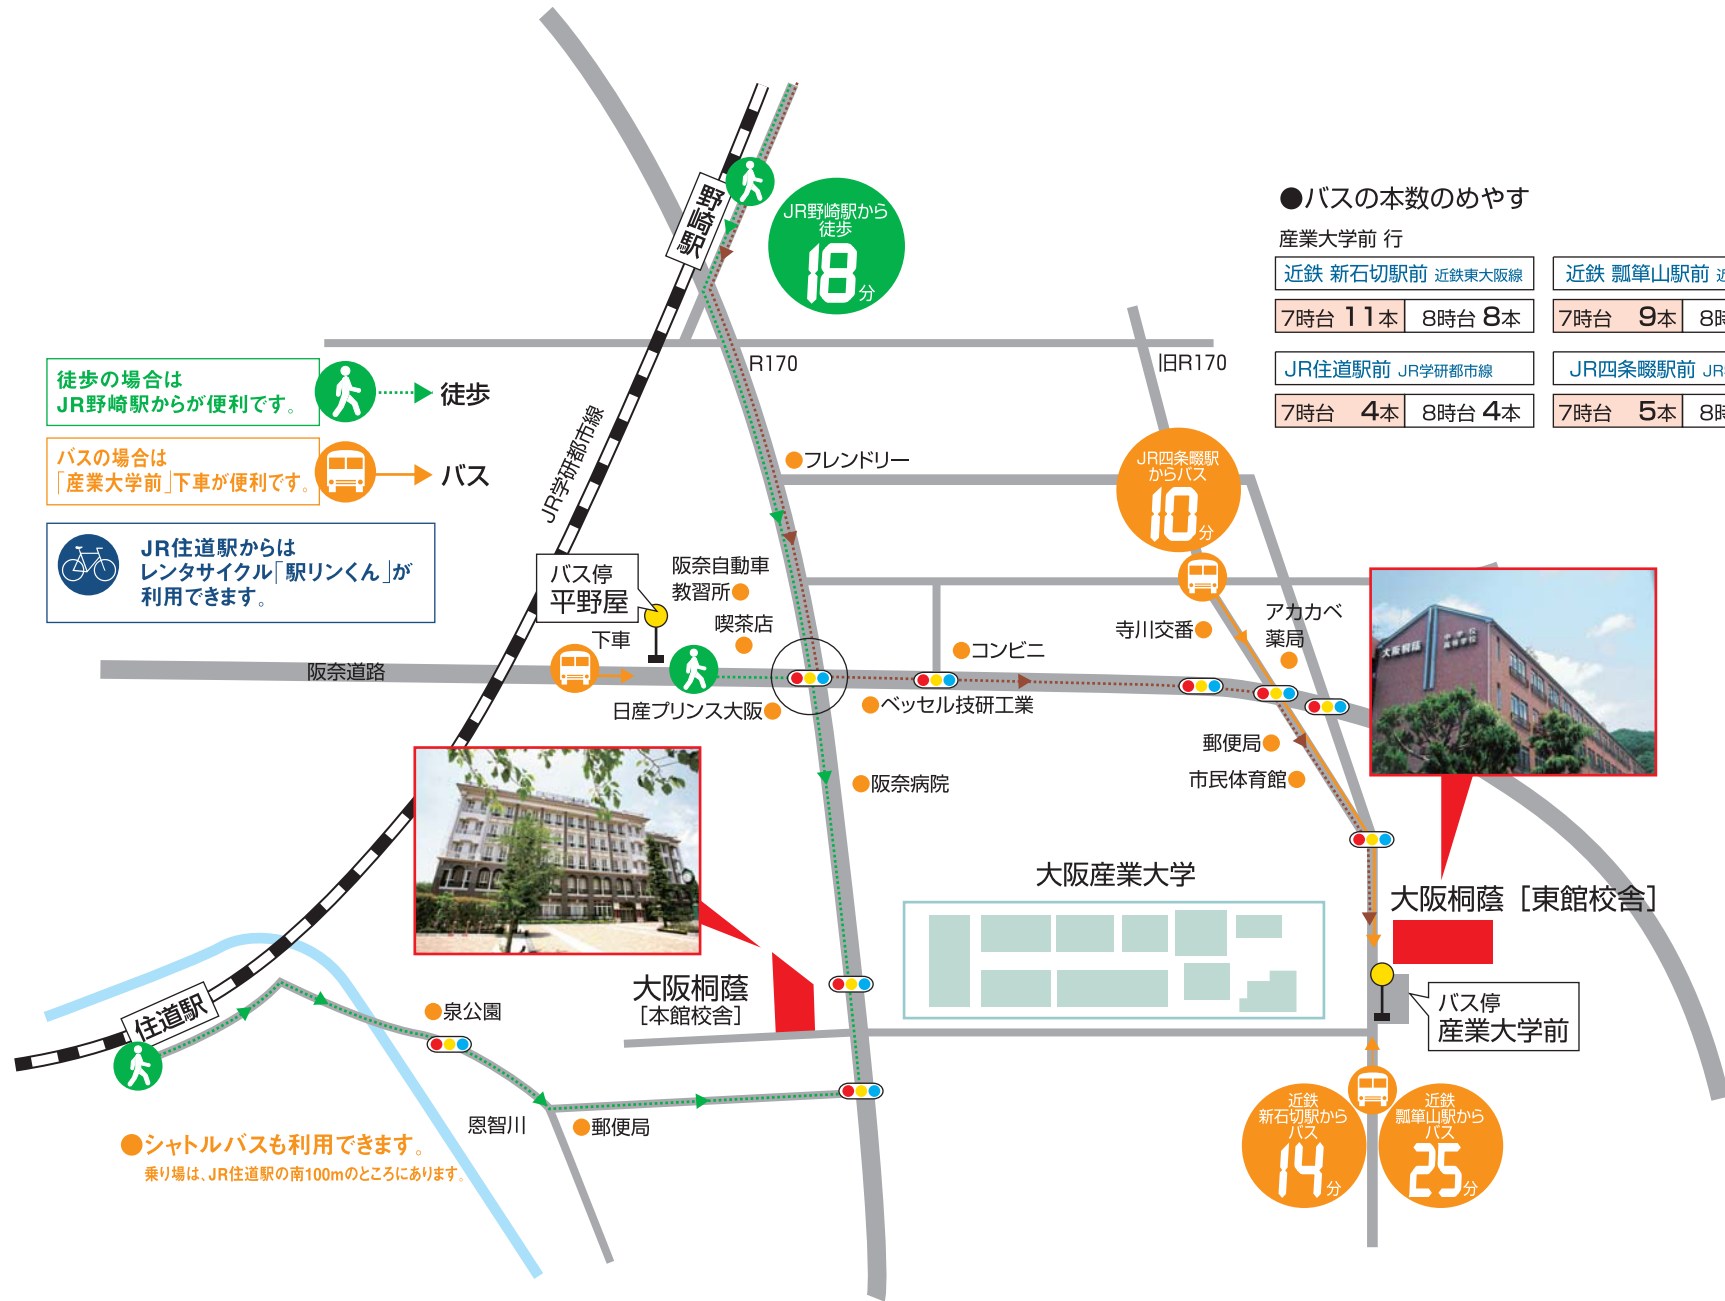 野崎駅
JR野崎駅から
徒歩
18分
●バスの本数のめやす
産業大学前 行
近鉄 新石切駅前 近鉄東大阪線
7時台 11本 8時台 8本
近鉄 瓢箪山駅前
7時台 9本
JR住道駅前 JR学研都市線
7時台 4本 8時台 4本
JR四条畷駅前 JR
7時台 5本
徒歩の場合は
JR野崎駅からが便利です。
徒歩
バスの場合は
「産業大学前」下車が便利です。
バス
JR住道駅からは
レンタサイクル「駅リンくん」が
利用できます。
R170
旧R170
JR学研都市線
フレンドリー
JR四条畷駅
からバス
10分
バス停
平野屋
下車
阪奈自動車
教習所
喫茶店
阪奈道路
日産プリンス大阪
コンビニ
ベッセル技研工業
寺川交番
アカカベ
薬局
大阪桐蔭
中学校
高等学校
郵便局
市民体育館
阪奈病院
大阪産業大学
大阪桐蔭[東館校舎]
大阪桐蔭
[本館校舎]
バス停
産業大学前
住道駅
泉公園
恩智川
郵便局
●シャトルバスも利用できます。
乗り場は、JR住道駅の南100mのところにあります。
近鉄
新石切駅から
バス
14分
近鉄
瓢箪山駅から
バス
25分